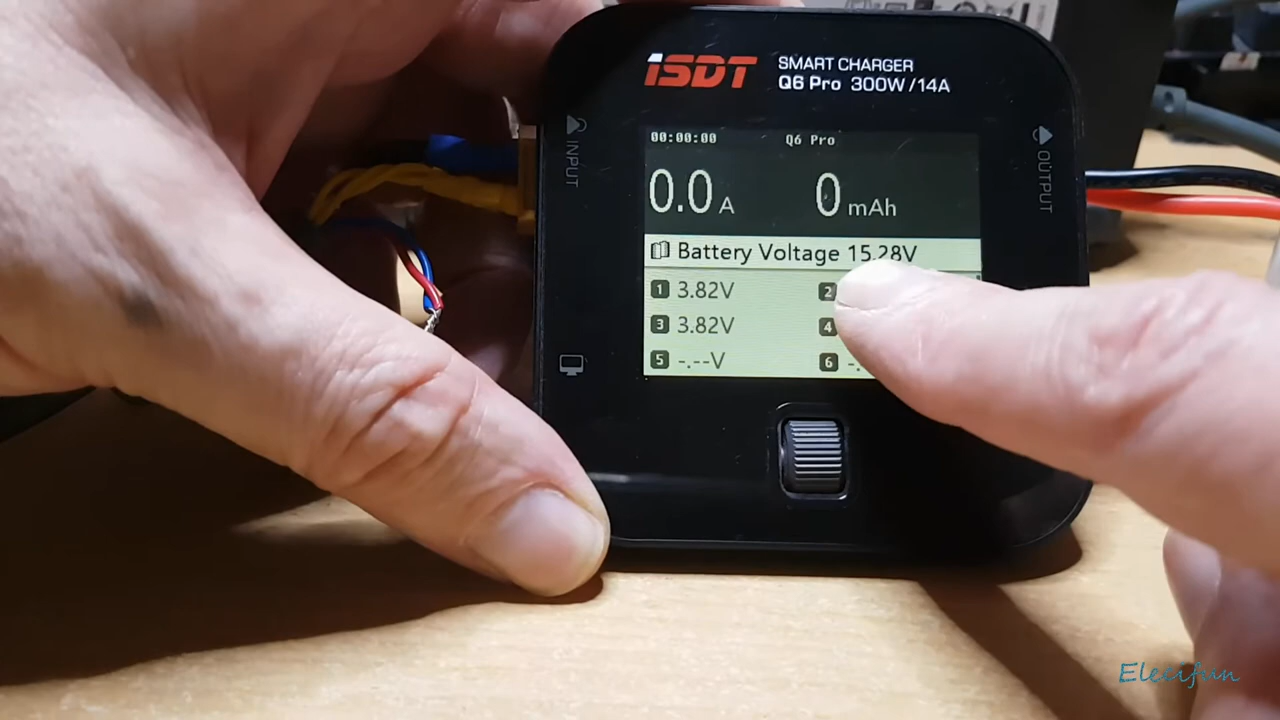 iSDT
SMART CHARGER
Q6 Pro 300W/14A
INPUT
OUTPUT
00:00:00 Q6 Pro
0.0 A 0 mAh
Battery Voltage 15.28V
1 3.82V 2
3 3.82V 4
5 -.--V 6 -.
Elecifun